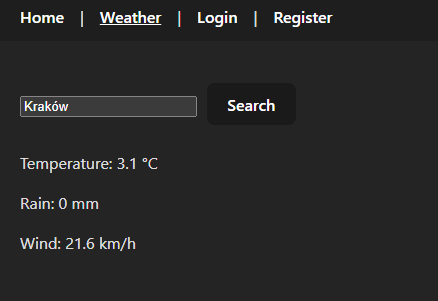 Home | Weather | Login | Register
Kraków Search
Temperature: 3.1 °C
Rain: 0 mm
Wind: 21.6 km/h